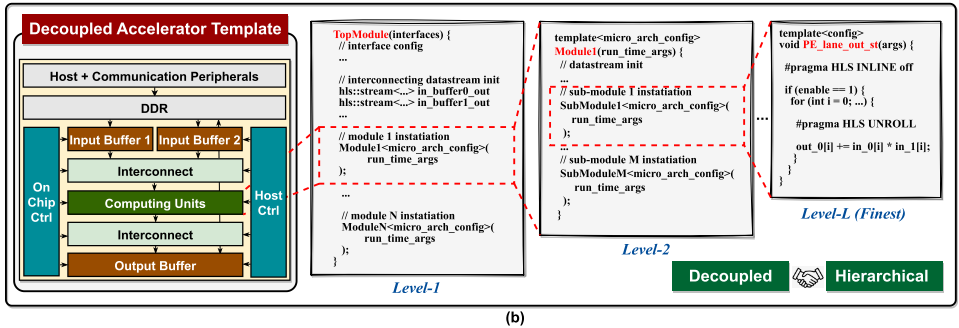 Decoupled Accelerator Template
Host + Communication Peripherals
DDR
Input Buffer 1
Input Buffer 2
Interconnect
On
Chip
Ctrl
Computing Units
Host
Ctrl
Interconnect
Output Buffer
TopModule(interfaces) {
// interface config
...
// interconnecting datastream init
hls::stream<...> in_buffer0_out
hls::stream<...> in_buffer1_out
...
// module 1 instatiation
Module1<micro_arch_config>(
run_time_args
);
...
// module N instatiation
ModuleN<micro_arch_config>(
run_time_args
);
}
Level-1
template<micro_arch_config>
Module1(run_time_args) {
// datastream init
...
// sub-module 1 instatiation
SubModule1<micro_arch_config>(
run_time_args
);
...
// sub-module M instatiation
SubModuleM<micro_arch_config>(
run_time_args
);
}
Level-2
...
template<config>
void PE_lane_out_st(args) {
#pragma HLS INLINE off
if (enable == 1) {
for (int i = 0; ...) {
#pragma HLS UNROLL
out_0[i] += in_0[i] * in_1[i];
}
}
}
Level-L (Finest)
Decoupled
Hierarchical
(b)